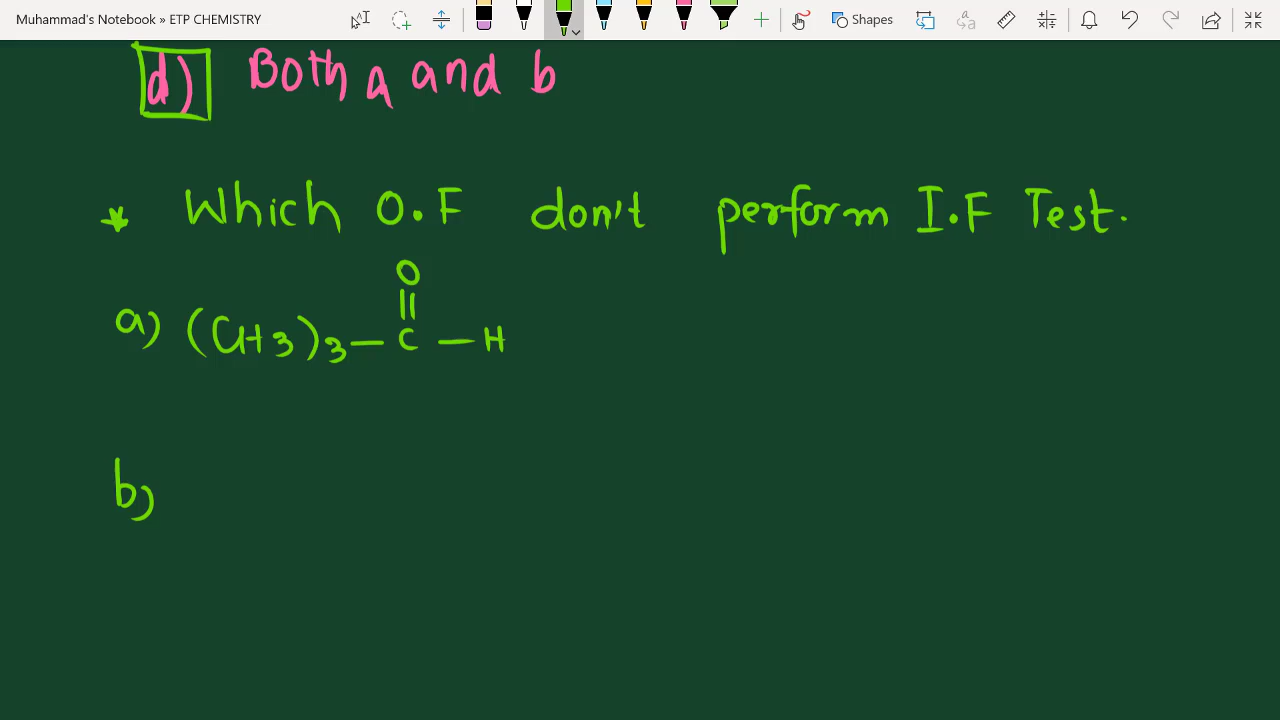 Muhammad's Notebook » ETP CHEMISTRY
Shapes
d) Both a and b
* Which O.F don't perform I.F Test.
O
||
a) (CH3)3—C—H
b)